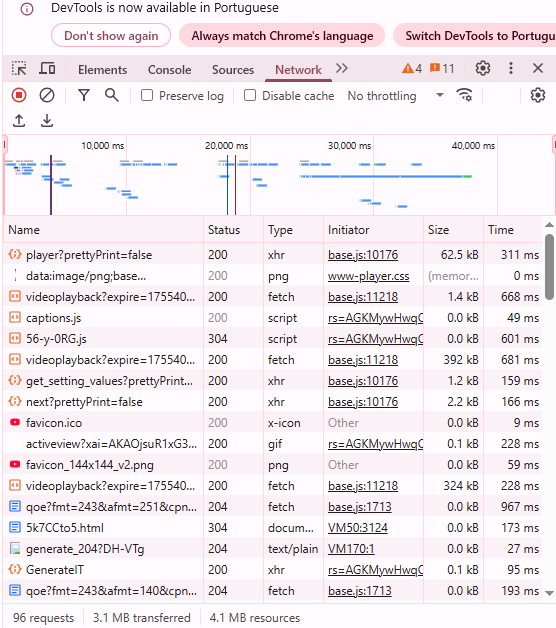 DevTools is now available in Portuguese
Don't show again Always match Chrome's language Switch DevTools to Portugu
Elements Console Sources Network 4 11
Preserve log Disable cache No throttling
10,000 ms 20,000 ms 30,000 ms 40,000 ms
Name Status Type Initiator Size Time
player?prettyPrint=false 200 xhr base.js:10176 62.5 kB 311 ms
data:image/png;base... 200 png www-player.css (memor... 0 ms
videoplayback?expire=175540... 200 fetch base.js:11218 1.4 kB 668 ms
captions.js 200 script rs=AGKMywHwqC 0.0 kB 49 ms
56-y-0RG.js 304 script rs=AGKMywHwqC 0.0 kB 601 ms
videoplayback?expire=175540... 200 fetch base.js:11218 392 kB 681 ms
get_setting_values?prettyPrint... 200 xhr base.js:10176 1.2 kB 159 ms
next?prettyPrint=false 200 xhr base.js:10176 2.2 kB 166 ms
favicon.ico 200 x-icon Other 0.0 kB 9 ms
activeview?xai=AKAOjsuR1xG3... 200 gif rs=AGKMywHwqC 0.1 kB 228 ms
favicon_144x144_v2.png 200 png Other 0.0 kB 59 ms
videoplayback?expire=175540... 200 fetch base.js:11218 324 kB 228 ms
qoe?fmt=243&afmt=251&cpn... 204 fetch base.js:1713 0.0 kB 967 ms
5k7CCto5.html 304 docum... VM50:3124 0.0 kB 173 ms
generate_204?DH-VTg 204 text/plain VM170:1 0.0 kB 27 ms
GenerateIT 200 xhr rs=AGKMywHwqC 0.1 kB 95 ms
qoe?fmt=243&afmt=140&cpn... 204 fetch base.js:1713 0.0 kB 193 ms
96 requests 3.1 MB transferred 4.1 MB resources